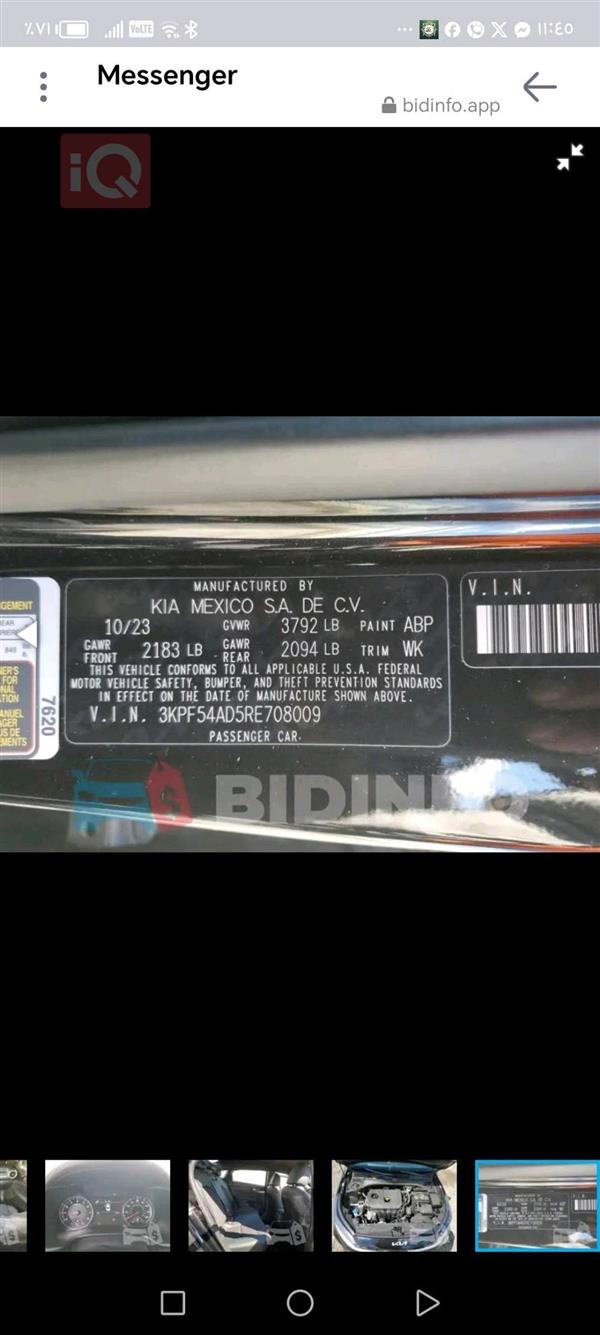 ٪٧١
VoLTE
١١:٤٥
Messenger
bidinfo.app
iQ
MANUFACTURED BY
KIA MEXICO S.A. DE C.V.
10/23 GVWR 3792 LB PAINT ABP
GAWR FRONT 2183 LB GAWR REAR 2094 LB TRIM WK
THIS VEHICLE CONFORMS TO ALL APPLICABLE U.S.A. FEDERAL
MOTOR VEHICLE SAFETY, BUMPER, AND THEFT PREVENTION STANDARDS
IN EFFECT ON THE DATE OF MANUFACTURE SHOWN ABOVE.
V.I.N. 3KPF54AD5RE708009
PASSENGER CAR
V.I.N.
7620
BIDINFO